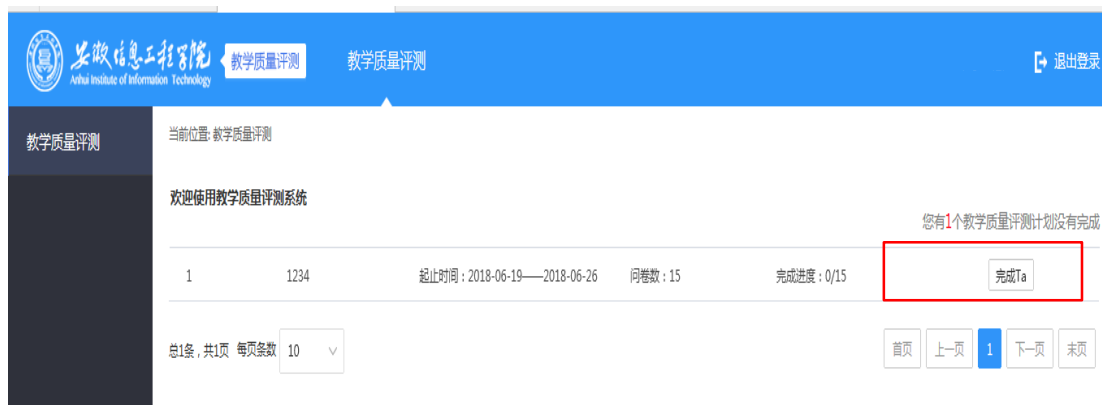 安徽信息工程学院
Anhui Institute of Information Technology
教学质量评测
教学质量评测
退出登录
教学质量评测
当前位置: 教学质量评测
欢迎使用教学质量评测系统
您有1个教学质量评测计划没有完成
1 1234 起止时间：2018-06-19——2018-06-26 问卷数：15 完成进度：0/15 完成Ta
总1条，共1页 每页条数 10 首页 上一页 1 下一页 末页